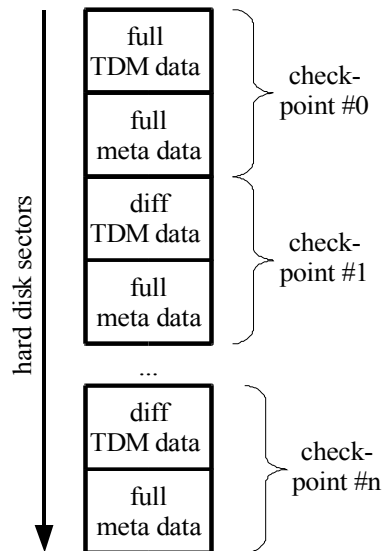 full
TDM data
check-
point #0
full
meta data
diff
TDM data
check-
point #1
full
meta data
hard disk sectors
...
diff
TDM data
check-
point #n
full
meta data